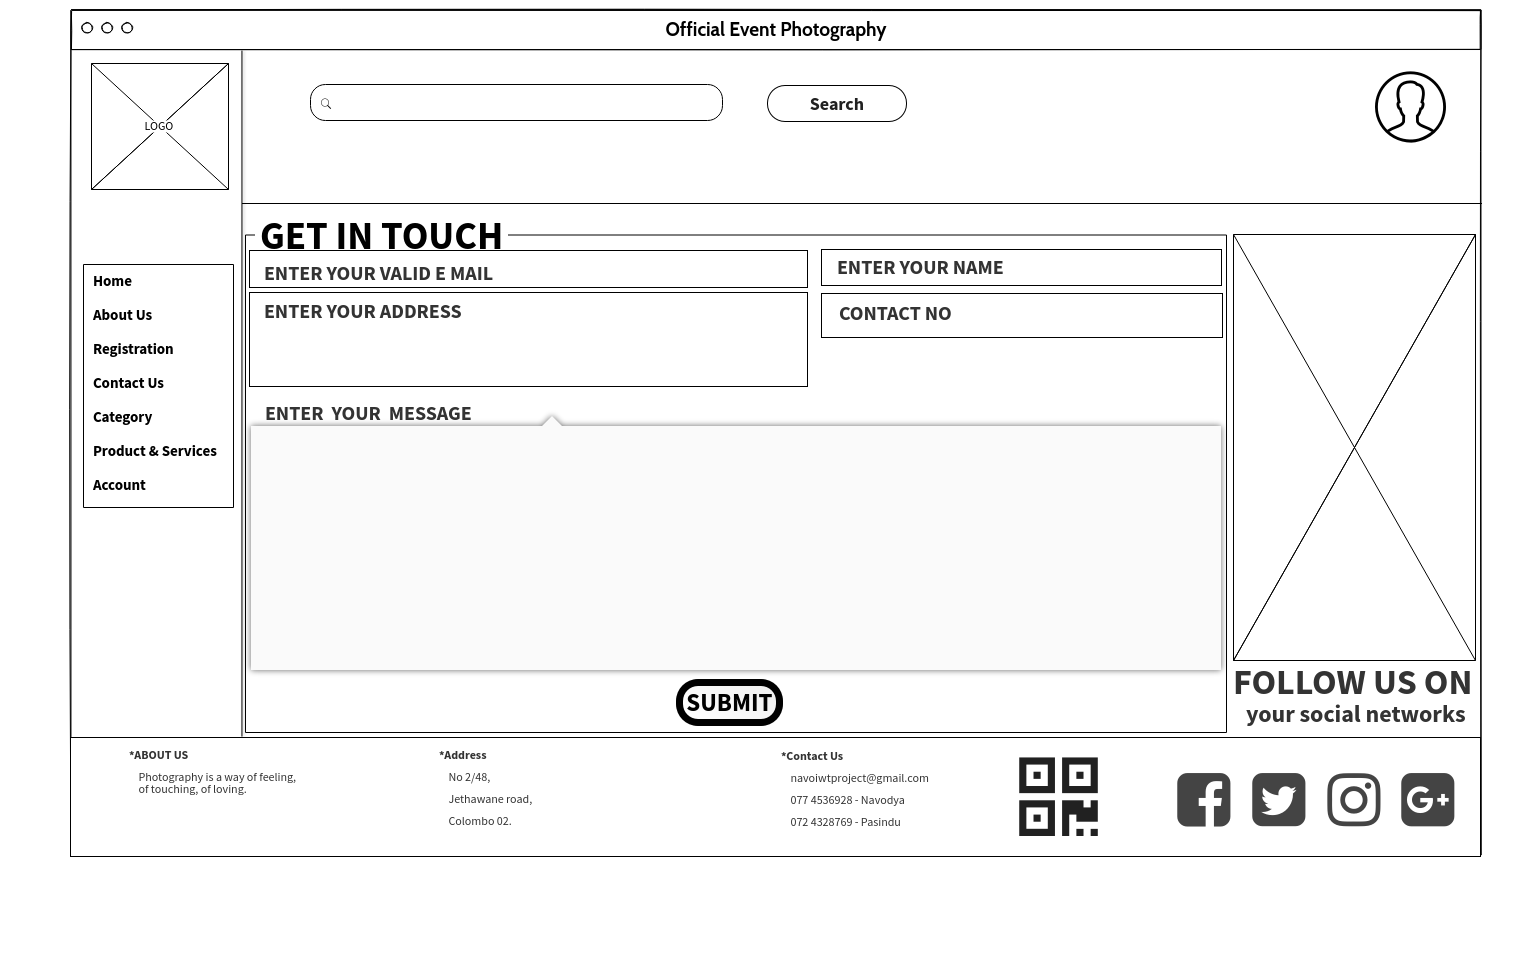 Official Event Photography
LOGO
Search
Home
About Us
Registration
Contact Us
Category
Product & Services
Account
GET IN TOUCH
ENTER YOUR VALID E MAIL
ENTER YOUR NAME
ENTER YOUR ADDRESS
CONTACT NO
ENTER YOUR MESSAGE
SUBMIT
FOLLOW US ON
your social networks
*ABOUT US
Photography is a way of feeling,
of touching, of loving.
*Address
No 2/48,
Jethawane road,
Colombo 02.
*Contact Us
navoiwtproject@gmail.com
077 4536928 - Navodya
072 4328769 - Pasindu